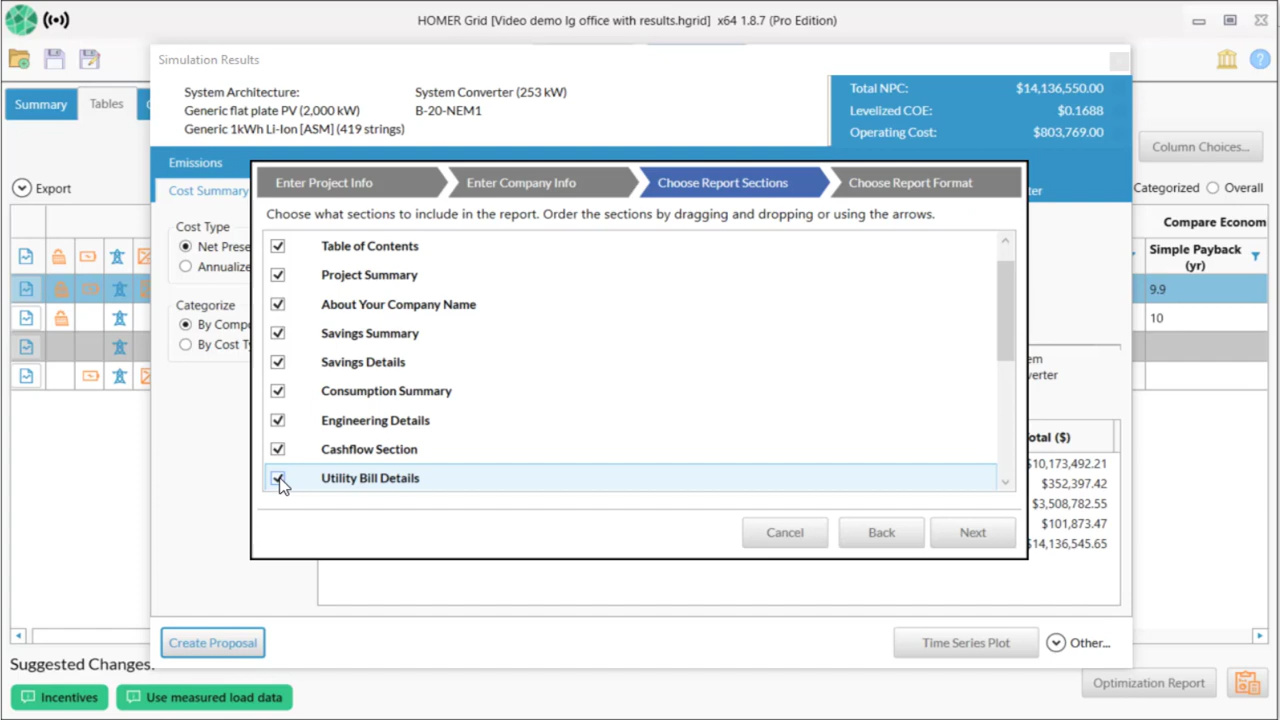 HOMER Grid [Video demo lg office with results.hgrid] x64 1.8.7 (Pro Edition)
Simulation Results
System Architecture:
System Converter (253 kW)
Generic flat plate PV (2,000 kW)
B-20-NEM1
Generic 1kWh Li-Ion [ASM] (419 strings)
Total NPC: $14,136,550.00
Levelized COE: $0.1688
Operating Cost: $803,769.00
Summary
Tables
Column Choices...
Emissions
Export
Cost Summary
Categorized
Overall
Enter Project Info
Enter Company Info
Choose Report Sections
Choose Report Format
Choose what sections to include in the report. Order the sections by dragging and dropping or using the arrows.
Cost Type
Net Prese
Annualize
Categorize
By Compo
By Cost T
Table of Contents
Project Summary
About Your Company Name
Savings Summary
Savings Details
Consumption Summary
Engineering Details
Cashflow Section
Utility Bill Details
Cancel
Back
Next
Compare Econom
Simple Payback
(yr)
9.9
10
em
verter
otal ($)
$10,173,492.21
$352,397.42
$3,508,782.55
$101,873.47
$14,136,545.65
Create Proposal
Time Series Plot
Other...
Suggested Changes:
Incentives
Use measured load data
Optimization Report